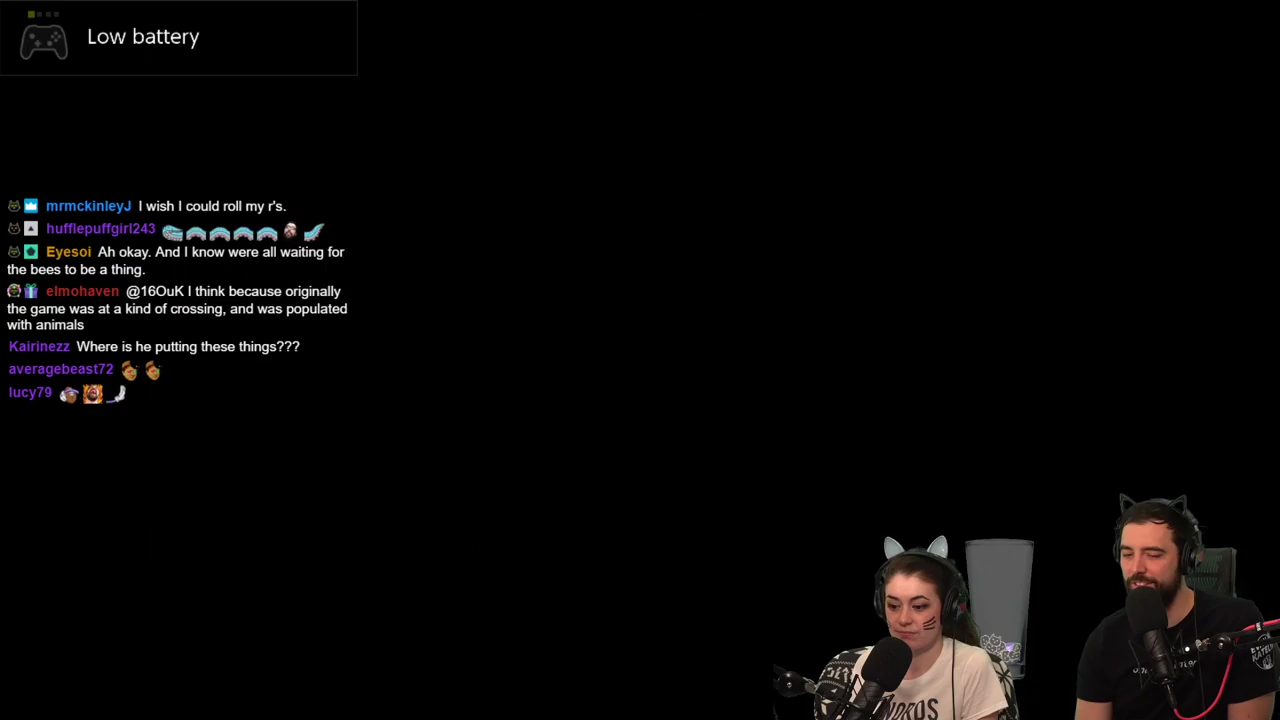 Low battery
mrmckinleyJ I wish I could roll my r's.
hufflepuffgirl243
Eyesoi Ah okay. And I know were all waiting for
the bees to be a thing.
elmohaven @16OuK I think because originally
the game was at a kind of crossing, and was populated
with animals
Kairinezz Where is he putting these things???
averagebeast72
lucy79